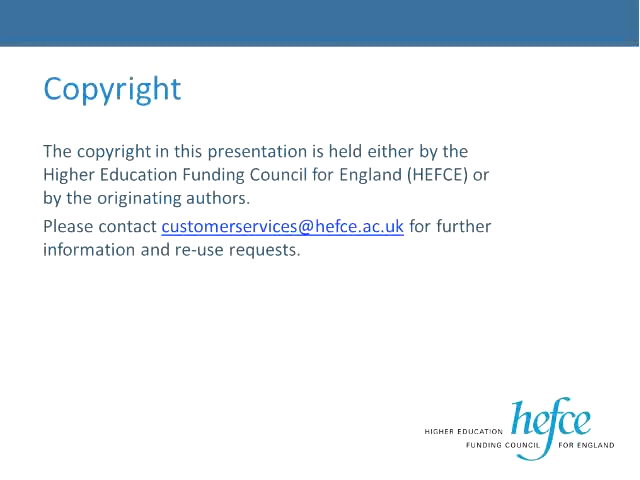 Copyright
The copyright in this presentation is held either by the
Higher Education Funding Council for England (HEFCE) or
by the originating authors.
Please contact customerservices@hefce.ac.uk for further
information and re-use requests.
hefce
HIGHER EDUCATION
FUNDING COUNCIL FOR ENGLAND